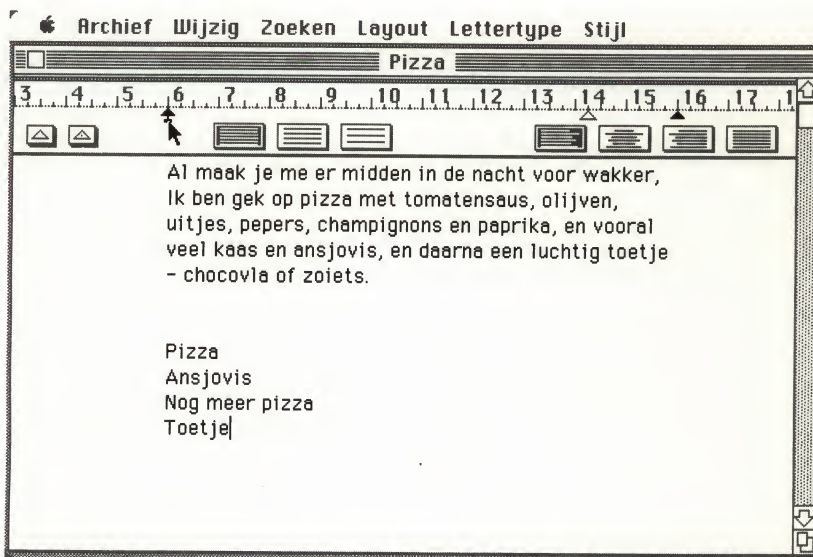 Archief Wijzig Zoeken Layout Lettertype Stijl
Pizza
3 4 5 6 7 8 9 10 11 12 13 14 15 16 17 1
Al maak je me er midden in de nacht voor wakker,
Ik ben gek op pizza met tomatensaus, olijven,
uitjes, pepers, champignons en paprika, en vooral
veel kaas en ansjovis, en daarna een luchtig toetje
- chocovla of zoiets.
Pizza
Ansjovis
Nog meer pizza
Toetje